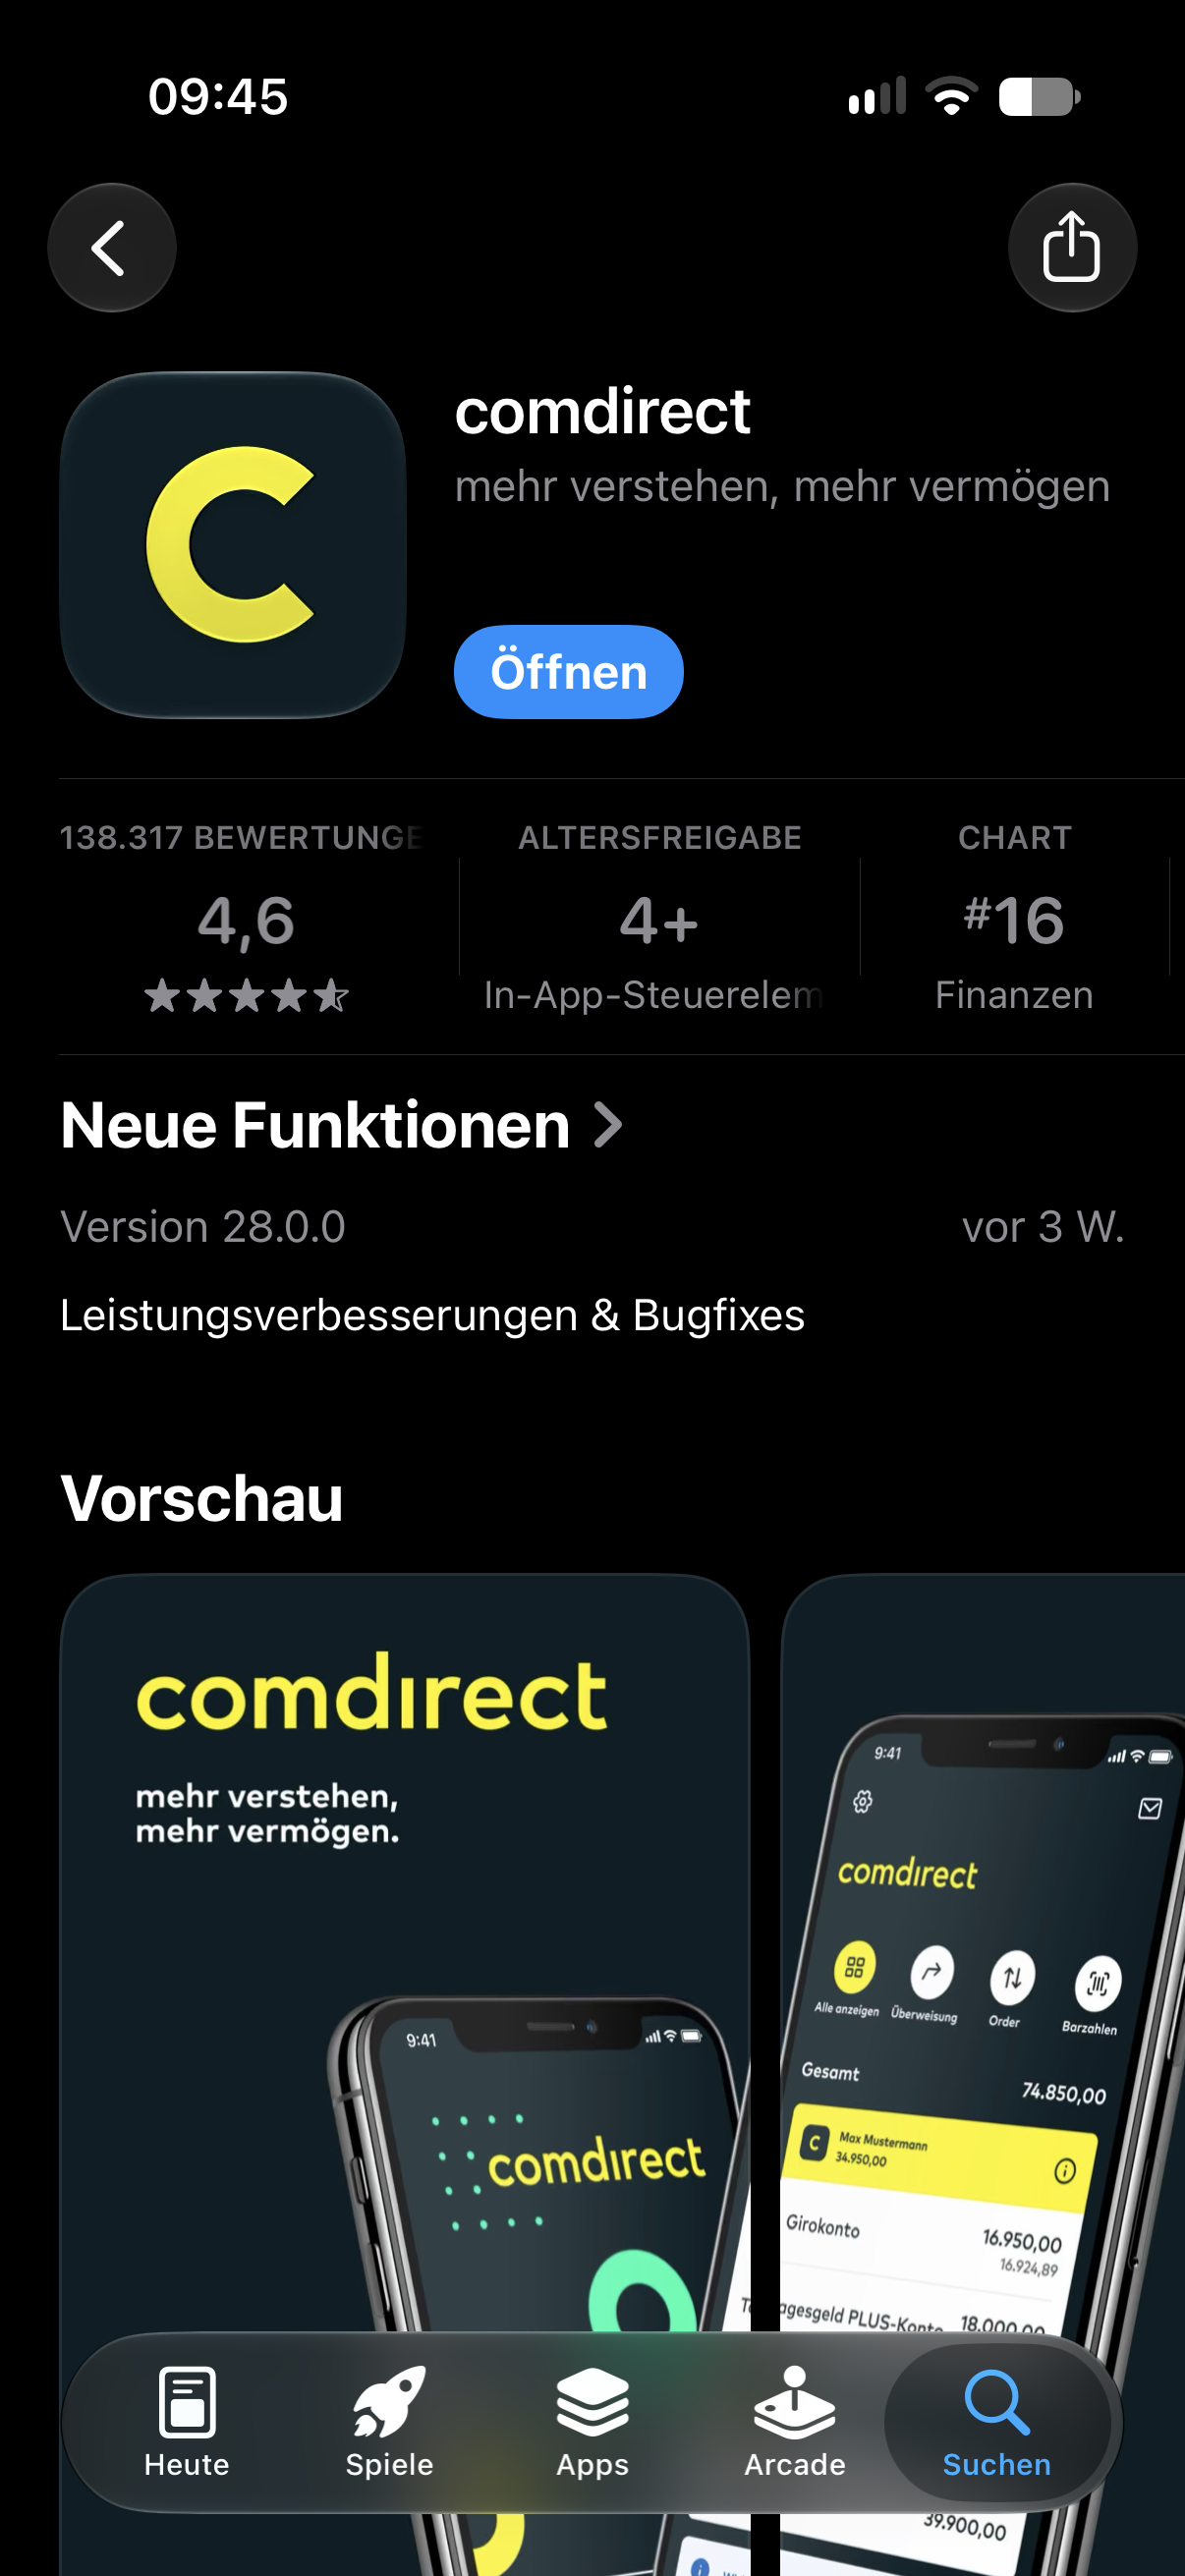 09:45
comdirect
mehr verstehen, mehr vermögen
Öffnen
138.317 BEWERTUNGE
4,6
ALTERSFREIGABE
4+
In-App-Steuerelem
CHART
#16
Finanzen
Neue Funktionen
Version 28.0.0
vor 3 W.
Leistungsverbesserungen & Bugfixes
Vorschau
comdirect
mehr verstehen,
mehr vermögen.
9:41
comdirect
9:41
comdirect
Alle anzeigen
Überweisung
Order
Barzahlen
Gesamt
74.850,00
C
Max Mustermann
34.950,00
Girokonto
16.950,00
16.924,89
agesgeld PLUS-Konto
18.000,00
39.900,00
Heute
Spiele
Apps
Arcade
Suchen